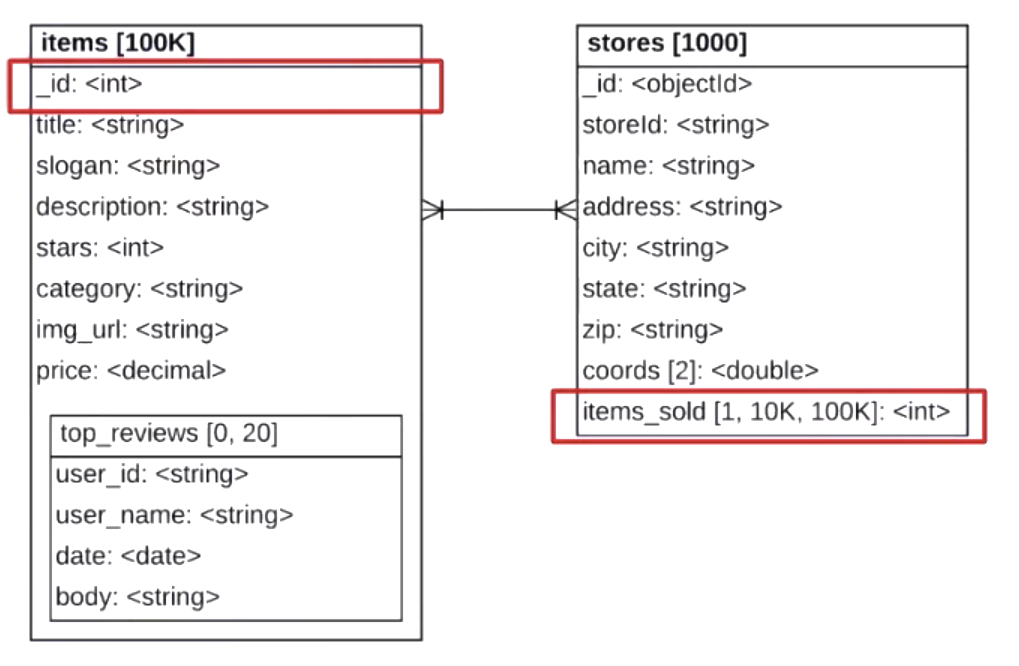 items [100K]
_id: <int>
title: <string>
slogan: <string>
description: <string>
stars: <int>
category: <string>
img_url: <string>
price: <decimal>
top_reviews [0, 20]
user_id: <string>
user_name: <string>
date: <date>
body: <string>
stores [1000]
_id: <objectId>
storeId: <string>
name: <string>
address: <string>
city: <string>
state: <string>
zip: <string>
coords [2]: <double>
items_sold [1, 10K, 100K]: <int>